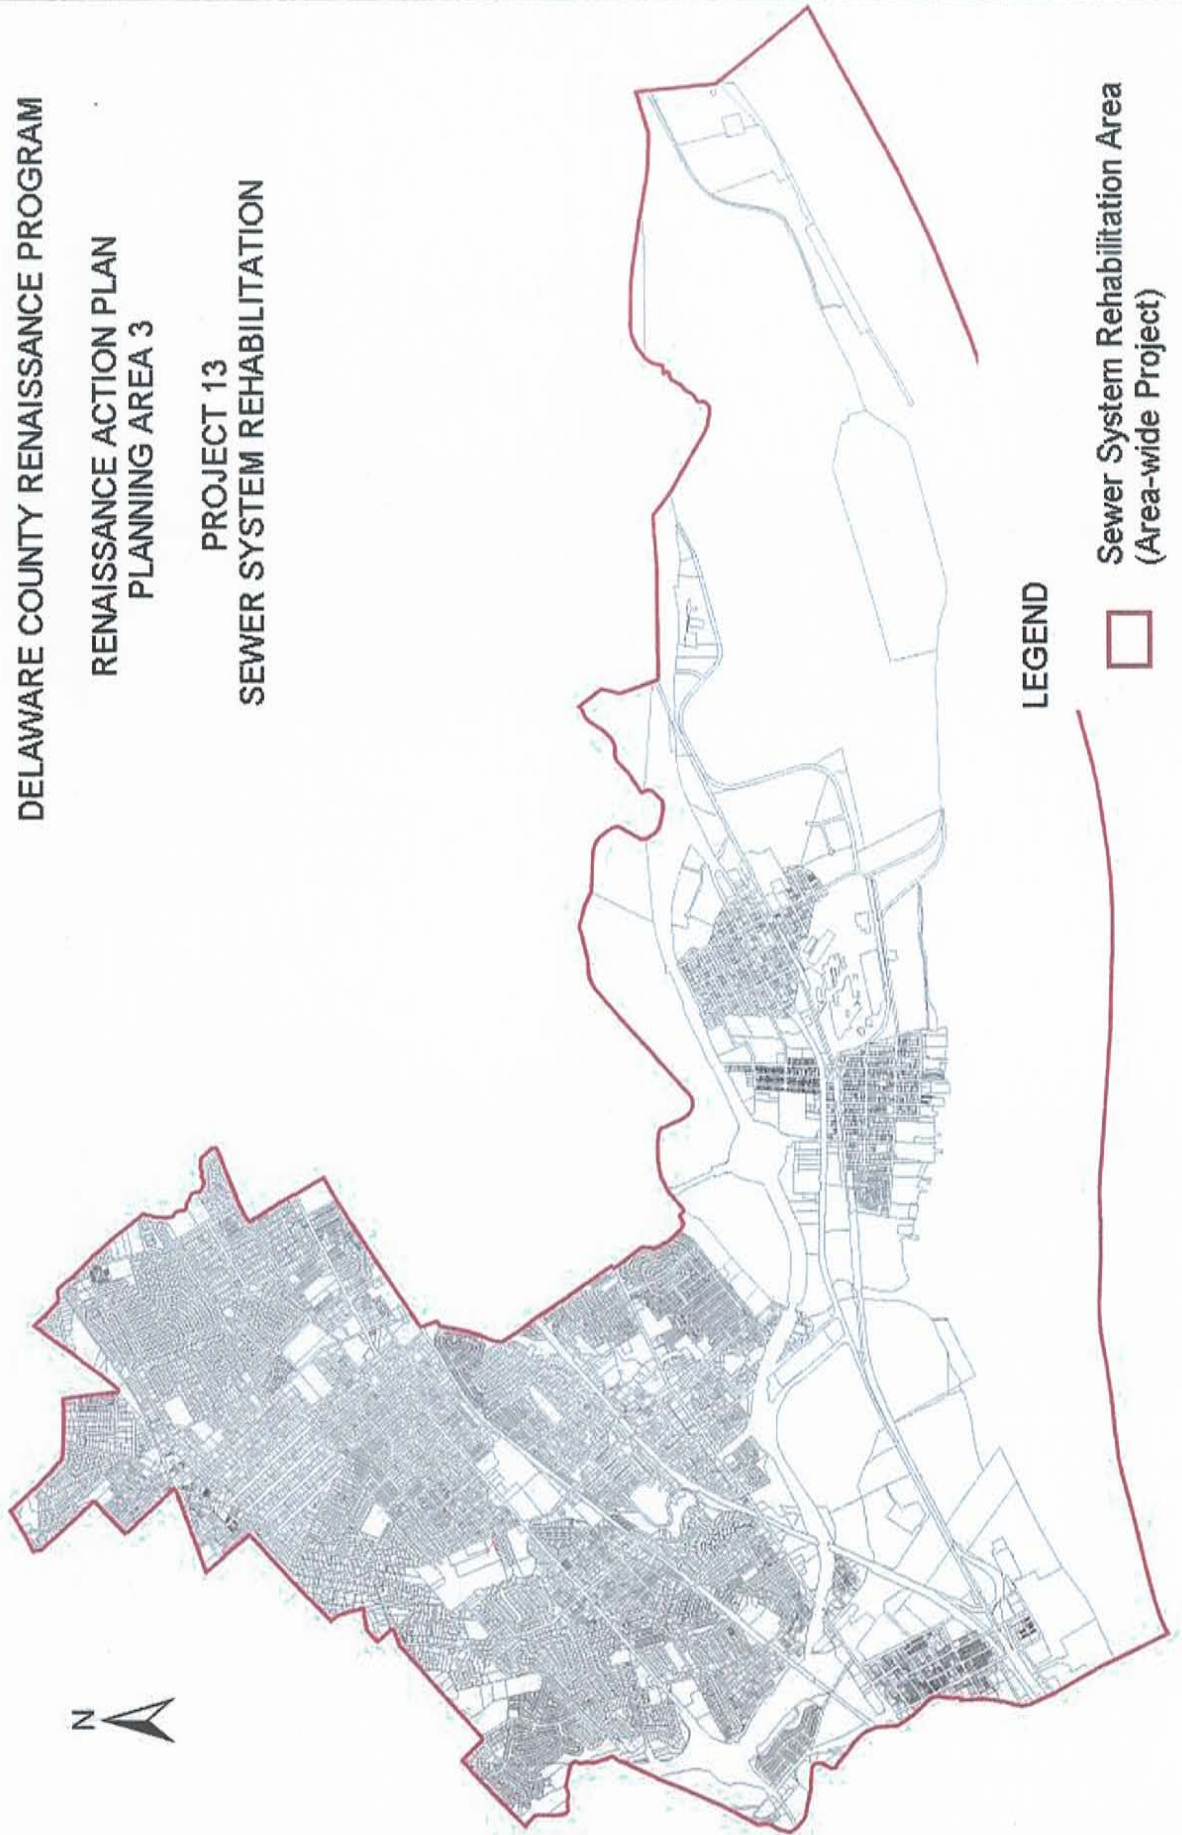 DELAWARE COUNTY RENAISSANCE PROGRAM
RENAISSANCE ACTION PLAN
PLANNING AREA 3
PROJECT 13
SEWER SYSTEM REHABILITATION
N
LEGEND
Sewer System Rehabilitation Area
(Area-wide Project)